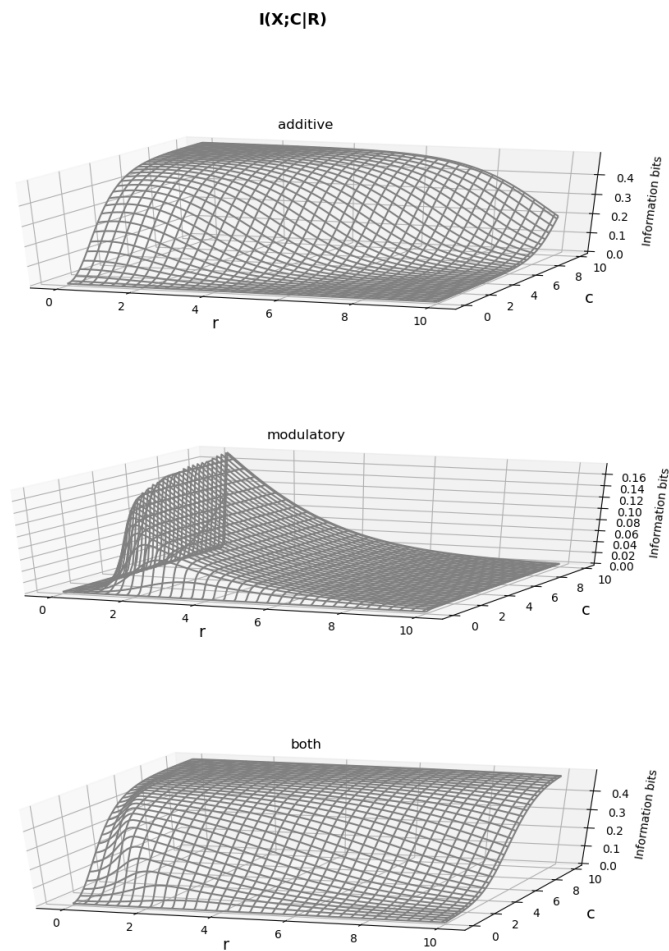 I(X;C|R)
additive
0.4
0.3
0.2
0.1
0.0
Information bits
0 2 4 6 8 10
r
0 2 4 6 8 10
c
modulatory
0.16
0.14
0.12
0.10
0.08
0.06
0.04
0.02
0.00
Information bits
0 2 4 6 8 10
r
0 2 4 6 8 10
c
both
0.4
0.3
0.2
0.1
0.0
Information bits
0 2 4 6 8 10
r
0 2 4 6 8 10
c